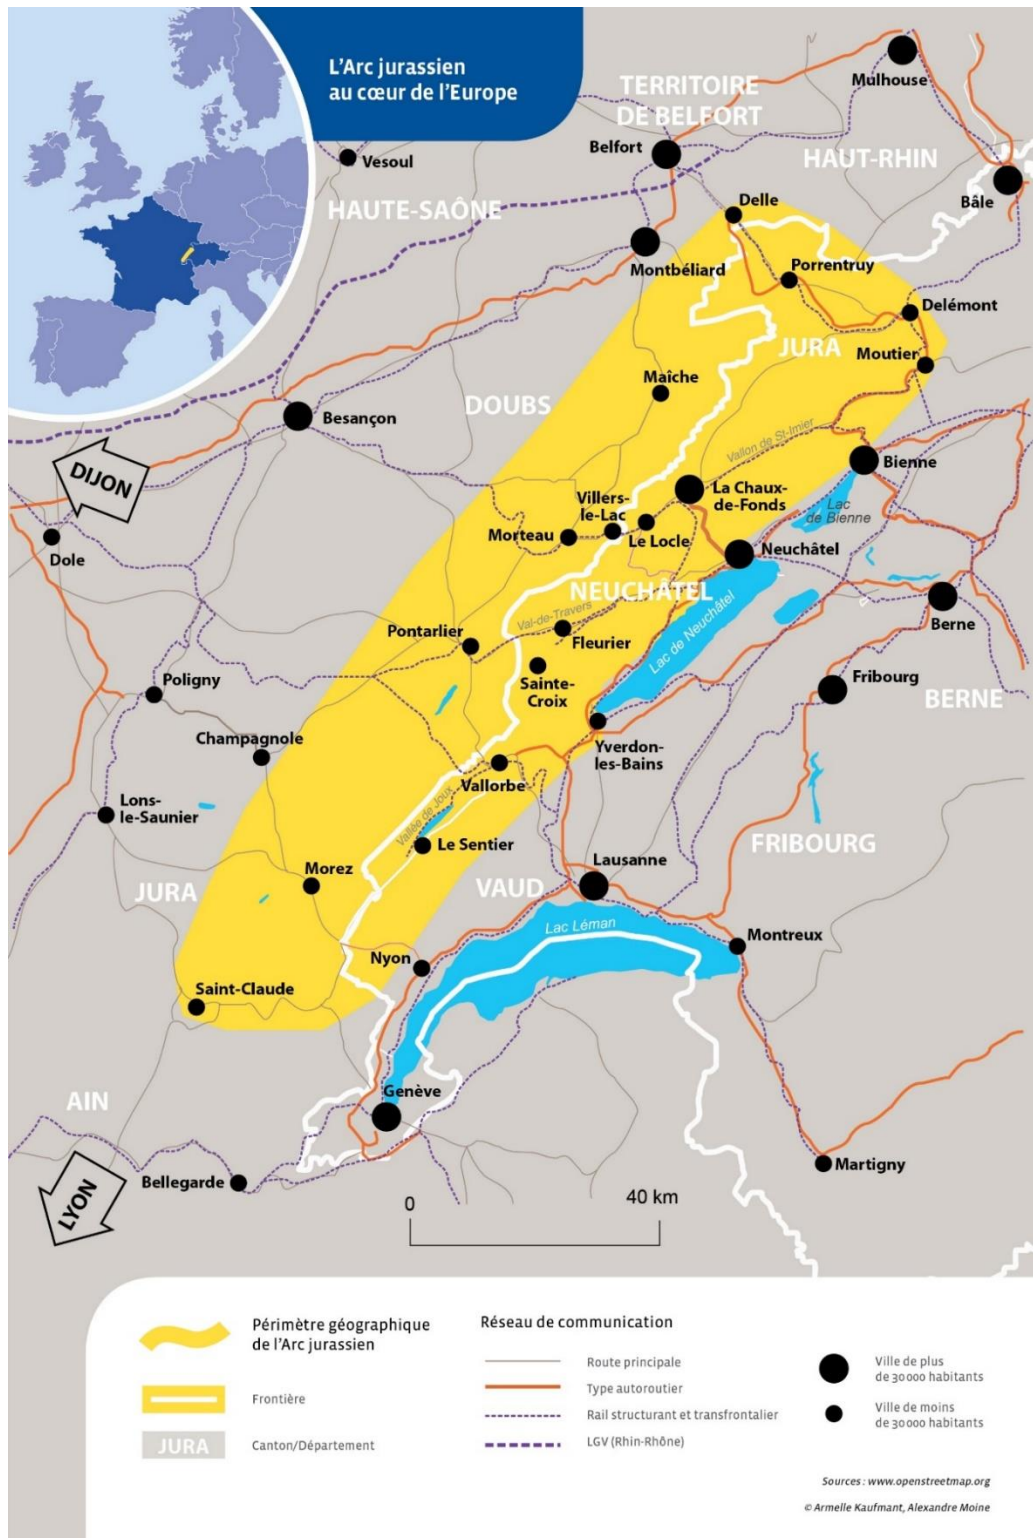 L'Arc jurassien
au cœur de l'Europe
TERRITOIRE
DE BELFORT
Mulhouse
Vesoul
Belfort
HAUT-RHIN
HAUTE-SAÔNE
Delle
Bâle
Montbéliard
Porrentruy
Delémont
JURA
Moutier
Maîche
DOUBS
Besançon
Vallon de St-Imier
Bienne
DIJON
La Chaux-
de-Fonds
Villers-
le-Lac
Lac
de Bienne
Morteau
Le Locle
Neuchâtel
Dole
NEUCHÂTEL
Val-de-Travers
Berne
Pontarlier
Fleurier
Lac de Neuchâtel
Sainte-
Croix
Fribourg
Poligny
BERNE
Champagnole
Yverdon-
les-Bains
Vallorbe
Vallée de Joux
Lons-
le-Saunier
Le Sentier
FRIBOURG
Lausanne
Morez
JURA
VAUD
Lac Léman
Montreux
Nyon
Saint-Claude
Genève
AIN
Martigny
Bellegarde
LYON
0
40 km
Périmètre géographique
de l'Arc jurassien
Frontière
JURA
Canton/Département
Réseau de communication
Route principale
Type autoroutier
Rail structurant et transfrontalier
LGV (Rhin-Rhône)
Ville de plus
de 30 000 habitants
Ville de moins
de 30 000 habitants
Sources : www.openstreetmap.org
© Armelle Kaufmant, Alexandre Moine